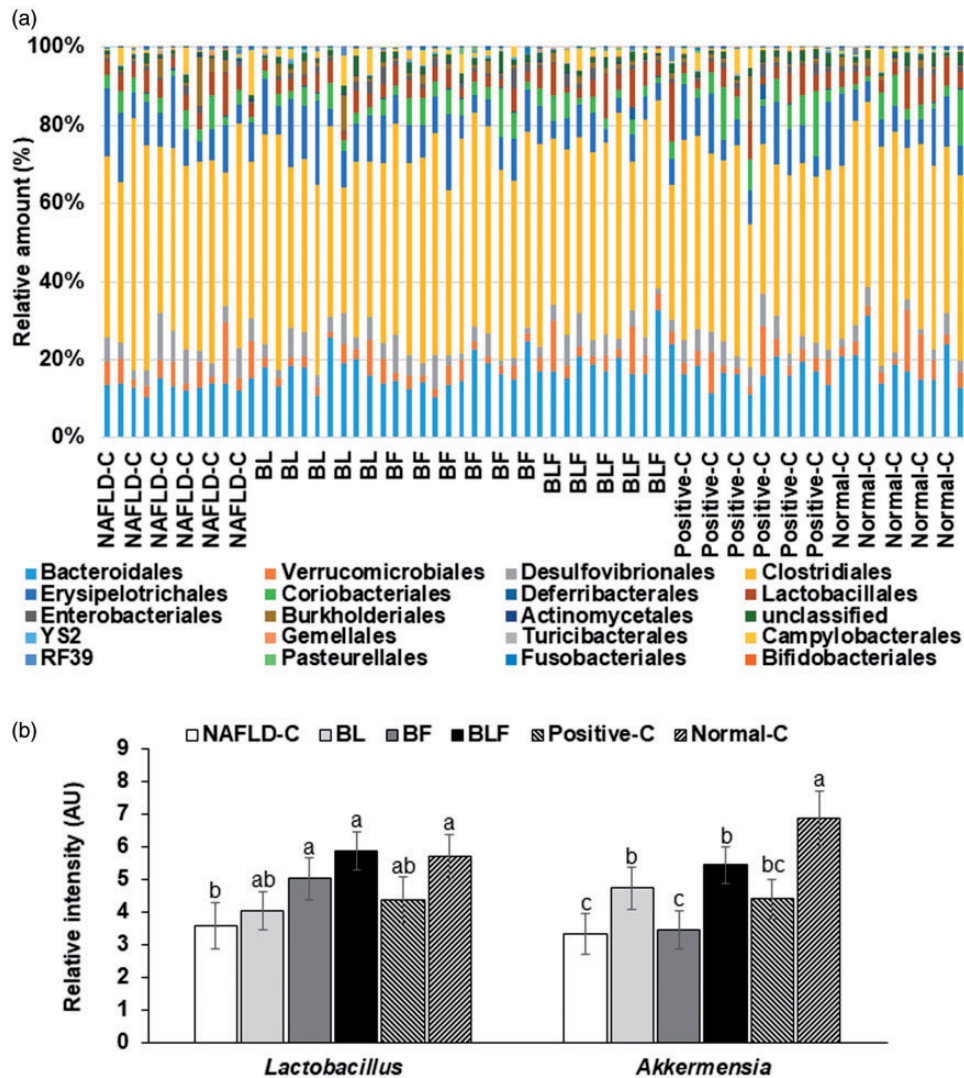 (a)
100%
80%
60%
40%
20%
0%
Relative amount (%)
NAFLD-C
NAFLD-C
NAFLD-C
NAFLD-C
NAFLD-C
NAFLD-C
BL
BL
BL
BL
BL
BF
BF
BF
BF
BF
BF
BLF
BLF
BLF
BLF
BLF
Positive-C
Positive-C
Positive-C
Positive-C
Positive-C
Positive-C
Normal-C
Normal-C
Normal-C
Normal-C
Normal-C
Bacteroidales Verrucomicrobiales Desulfovibrionales Clostridiales
Erysipelotrichales Coriobacteriales Deferribacterales Lactobacillales
Enterobacteriales Burkholderiales Actinomycetales unclassified
YS2 Gemellales Turicibacterales Campylobacterales
RF39 Pasteurellales Fusobacteriales Bifidobacteriales
(b)
NAFLD-C BL BF BLF Positive-C Normal-C
9
8
7
6
5
4
3
2
1
0
Relative intensity (AU)
b ab a a ab a
c b c b bc a
Lactobacillus Akkermensia